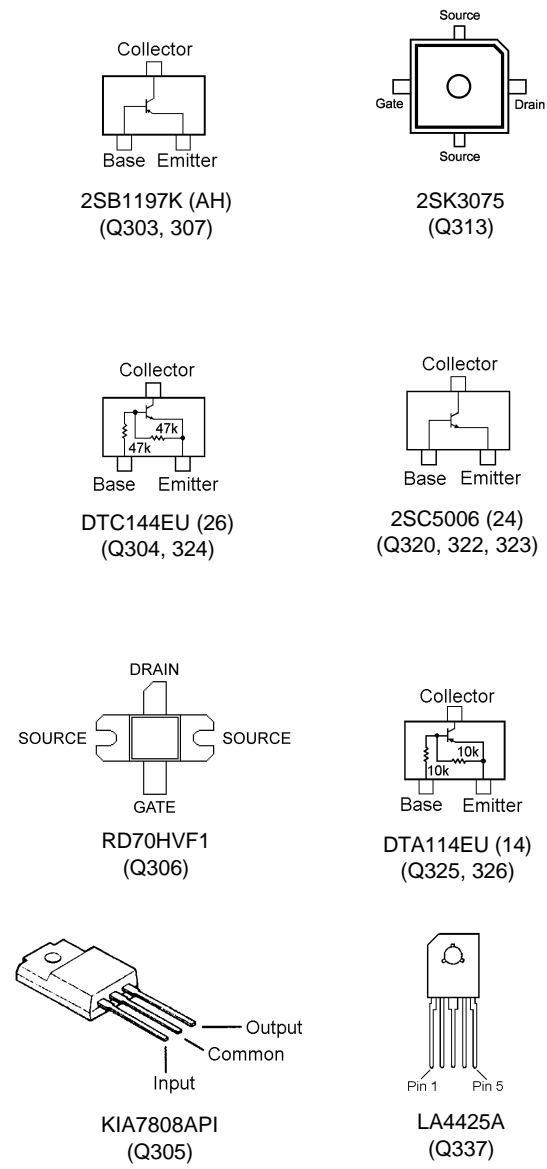 Collector
Base Emitter
2SB1197K (AH)
(Q303, 307)
Source
Gate Drain
Source
2SK3075
(Q313)
Collector
47k
47k
Base Emitter
DTC144EU (26)
(Q304, 324)
Collector
Base Emitter
2SC5006 (24)
(Q320, 322, 323)
DRAIN
SOURCE SOURCE
GATE
RD70HVF1
(Q306)
Collector
10k
10k
Base Emitter
DTA114EU (14)
(Q325, 326)
Output
Common
Input
KIA7808API
(Q305)
Pin 1 Pin 5
LA4425A
(Q337)